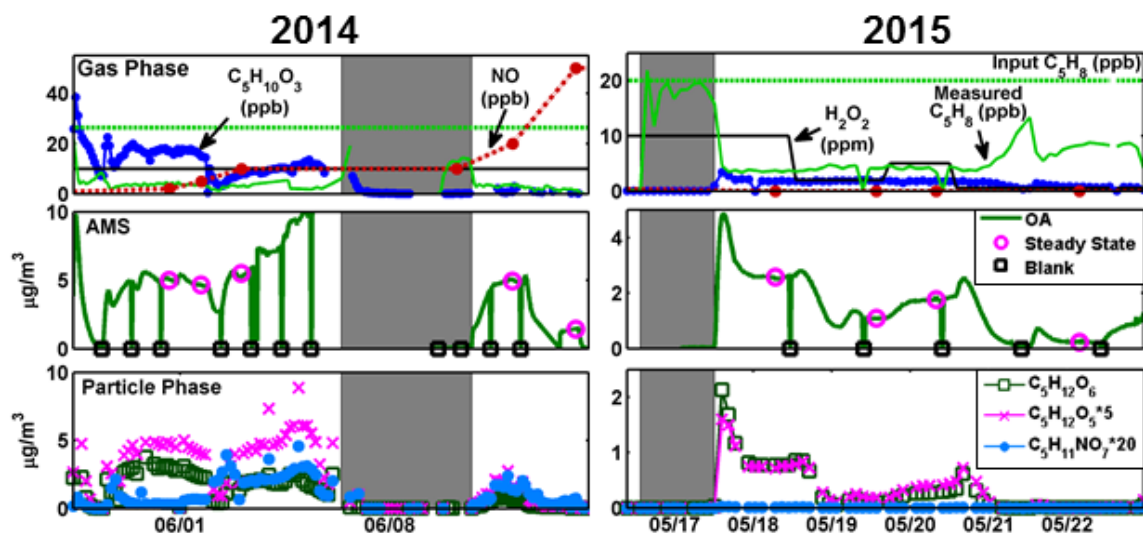 2014
2015
Gas Phase
C₅H₁₀O₃
(ppb)
NO
(ppb)
40
20
0
Input C₅H₈ (ppb)
Measured
C₅H₈ (ppb)
H₂O₂
(ppm)
20
10
0
AMS
μg/m³
10
5
0
OA
Steady State
Blank
μg/m³
4
2
0
Particle Phase
μg/m³
10
5
0
06/01
06/08
C₅H₁₂O₆
C₅H₁₂O₅*5
C₅H₁₁NO₇*20
2
1
0
05/17
05/18
05/19
05/20
05/21
05/22